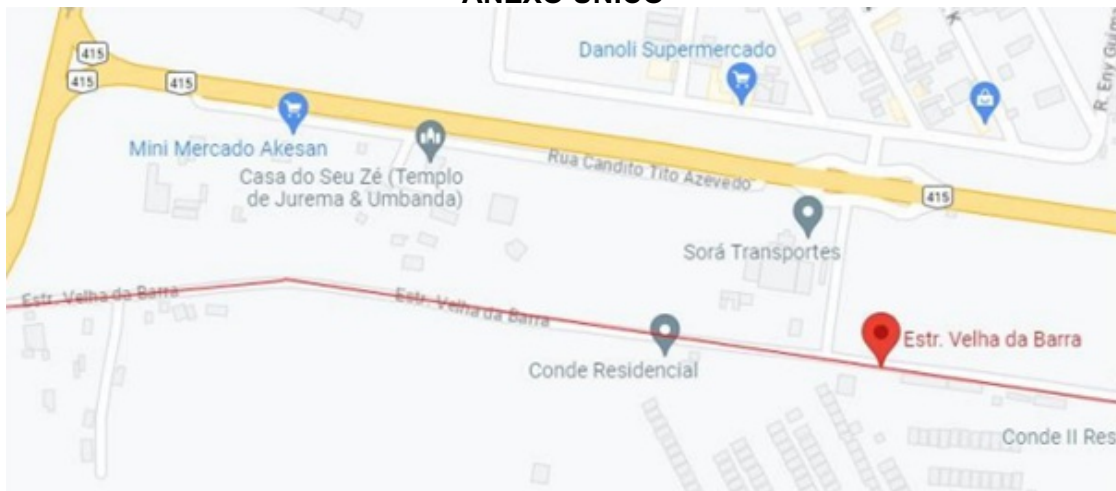 ANEXO ÚNICO
415
415
415
Danoli Supermercado
R. Eny Guima
Mini Mercado Akesan
Rua Candito Tito Azevedo
Casa do Seu Zé (Templo
de Jurema & Umbanda)
415
Sorá Transportes
Estr. Velha da Barra
Estr. Velha da Barra
Estr. Velha da Barra
Conde Residencial
Conde II Res